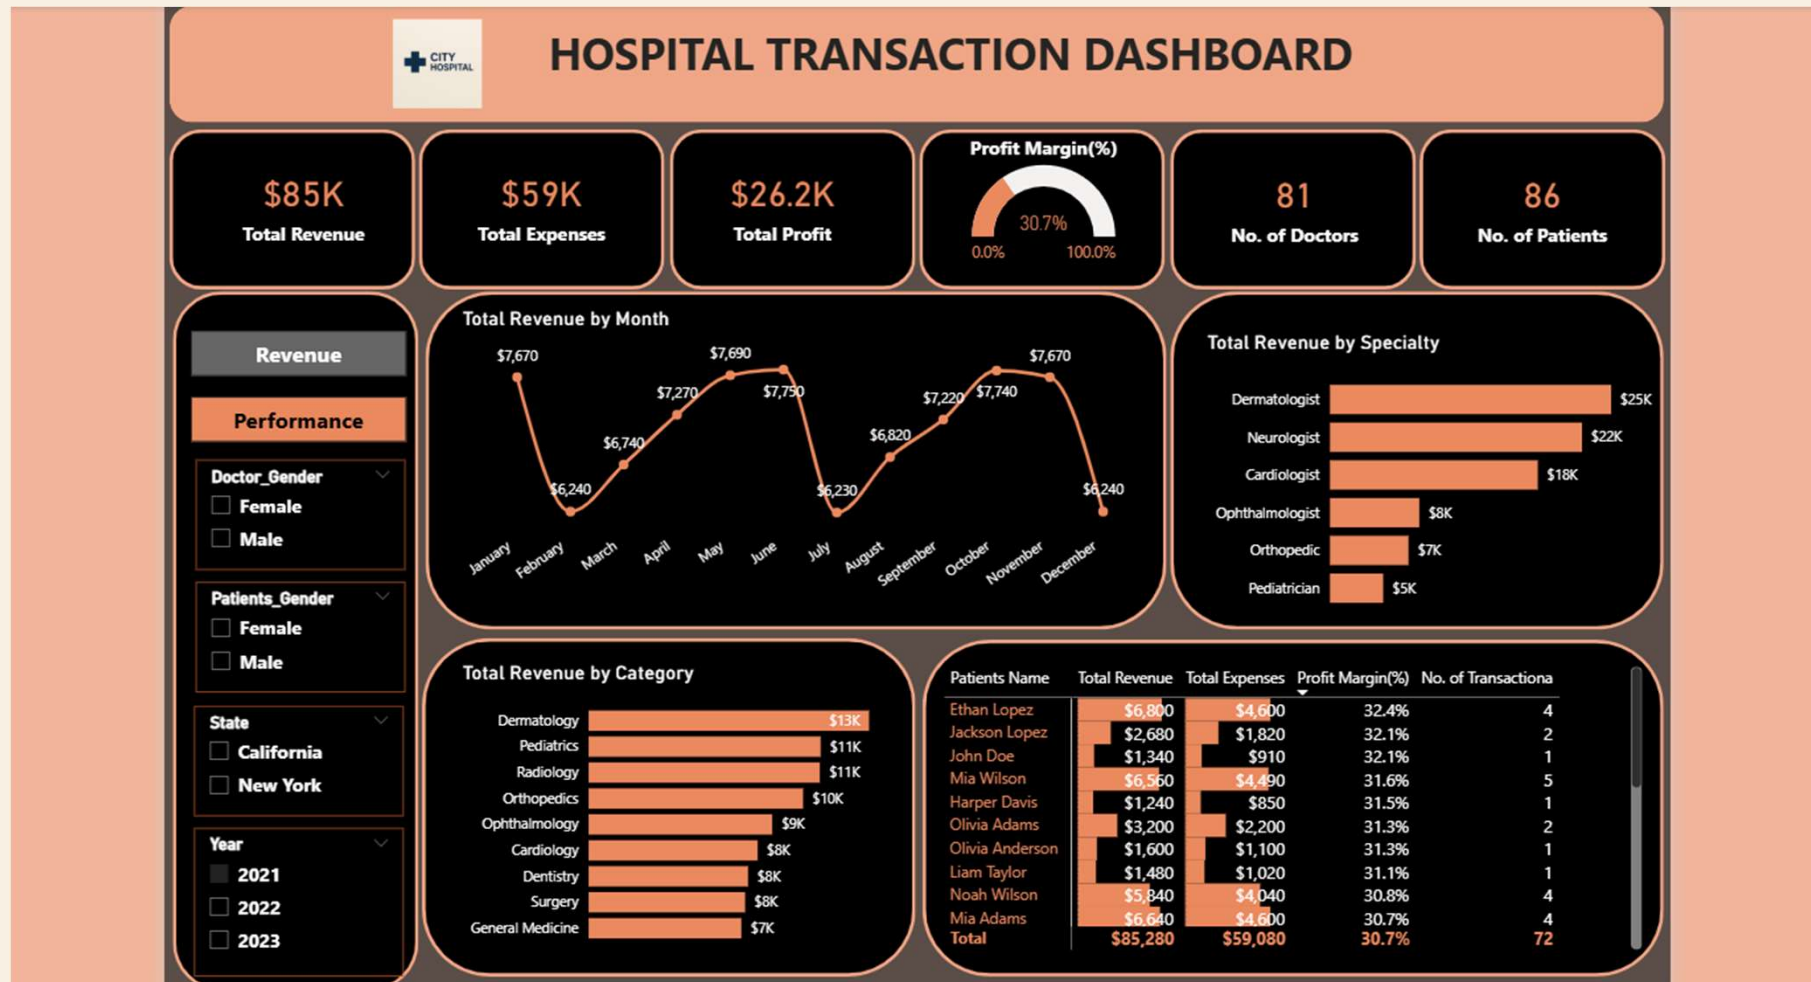 CITY
HOSPITAL
HOSPITAL TRANSACTION DASHBOARD
$85K
Total Revenue
$59K
Total Expenses
$26.2K
Total Profit
Profit Margin(%)
30.7%
0.0% 100.0%
81
No. of Doctors
86
No. of Patients
Revenue
Performance
Doctor_Gender
Female
Male
Patients_Gender
Female
Male
State
California
New York
Year
2021
2022
2023
Total Revenue by Month
$7,670
$6,240
$6,740
$7,270
$7,690
$7,750
$6,230
$6,820
$7,220
$7,740
$7,670
$6,240
January February March April May June July August September October November December
Total Revenue by Specialty
Dermatologist $25K
Neurologist $22K
Cardiologist $18K
Ophthalmologist $8K
Orthopedic $7K
Pediatrician $5K
Total Revenue by Category
Dermatology $13K
Pediatrics $11K
Radiology $11K
Orthopedics $10K
Ophthalmology $9K
Cardiology $8K
Dentistry $8K
Surgery $8K
General Medicine $7K
Patients Name Total Revenue Total Expenses Profit Margin(%) No. of Transactiona
Ethan Lopez $6,800 $4,600 32.4% 4
Jackson Lopez $2,680 $1,820 32.1% 2
John Doe $1,340 $910 32.1% 1
Mia Wilson $6,560 $4,490 31.6% 5
Harper Davis $1,240 $850 31.5% 1
Olivia Adams $3,200 $2,200 31.3% 2
Olivia Anderson $1,600 $1,100 31.3% 1
Liam Taylor $1,480 $1,020 31.1% 1
Noah Wilson $5,840 $4,040 30.8% 4
Mia Adams $6,640 $4,600 30.7% 4
Total $85,280 $59,080 30.7% 72